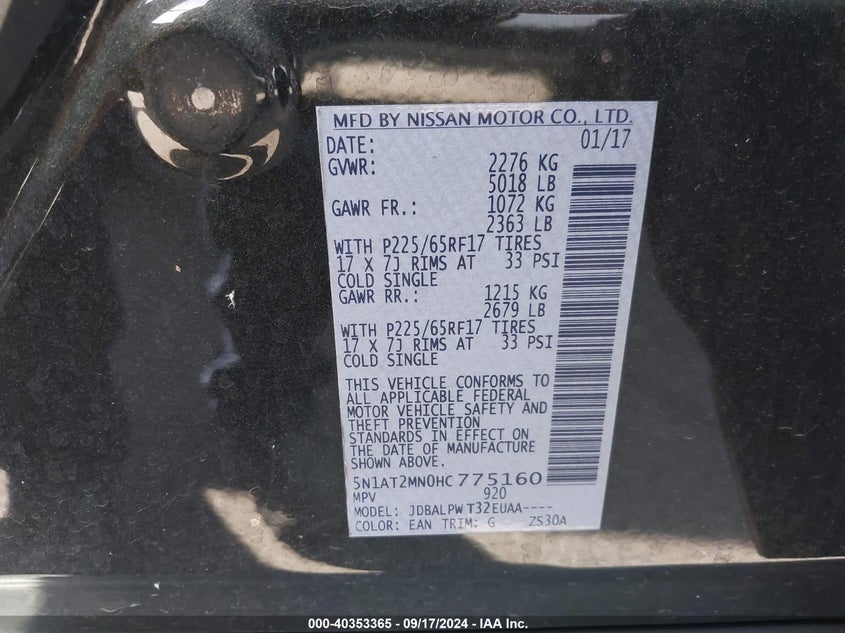 MFD BY NISSAN MOTOR CO., LTD.
DATE: 01/17
GVWR: 2276 KG
5018 LB
GAWR FR.: 1072 KG
2363 LB
WITH P225/65RF17 TIRES
17 X 7J RIMS AT 33 PSI
COLD SINGLE
GAWR RR.: 1215 KG
2679 LB
WITH P225/65RF17 TIRES
17 X 7J RIMS AT 33 PSI
COLD SINGLE
THIS VEHICLE CONFORMS TO
ALL APPLICABLE FEDERAL
MOTOR VEHICLE SAFETY AND
THEFT PREVENTION
STANDARDS IN EFFECT ON
THE DATE OF MANUFACTURE
SHOWN ABOVE.
5N1AT2MN0HC775160
MPV 920
MODEL: JDBALPWT32EUAA----
COLOR: EAN TRIM: G ZS30A
000-40353365 - 09/17/2024 - IAA Inc.